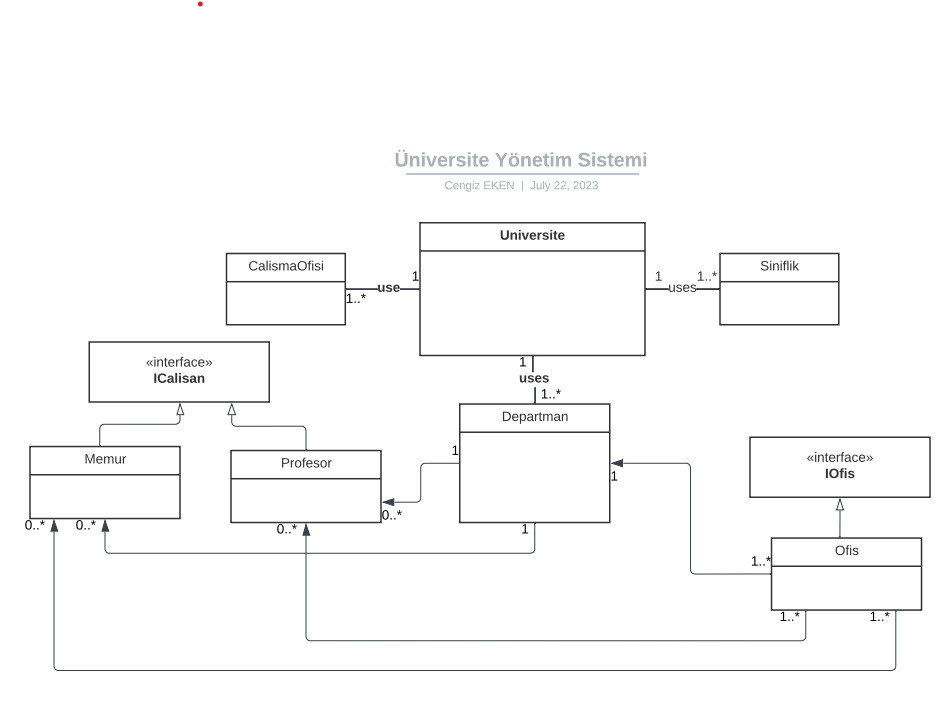 Üniversite Yönetim Sistemi
Cengiz EKEN | July 22, 2023
Universite
CalismaOfisi
Siniflik
1
use
1..*
1
uses
1..*
«interface»
ICalisan
1
uses
1..*
Departman
Memur
Profesor
1
«interface»
IOfis
1
0..*
0..*
0..*
0..*
1
Ofis
1..*
1..*
1..*